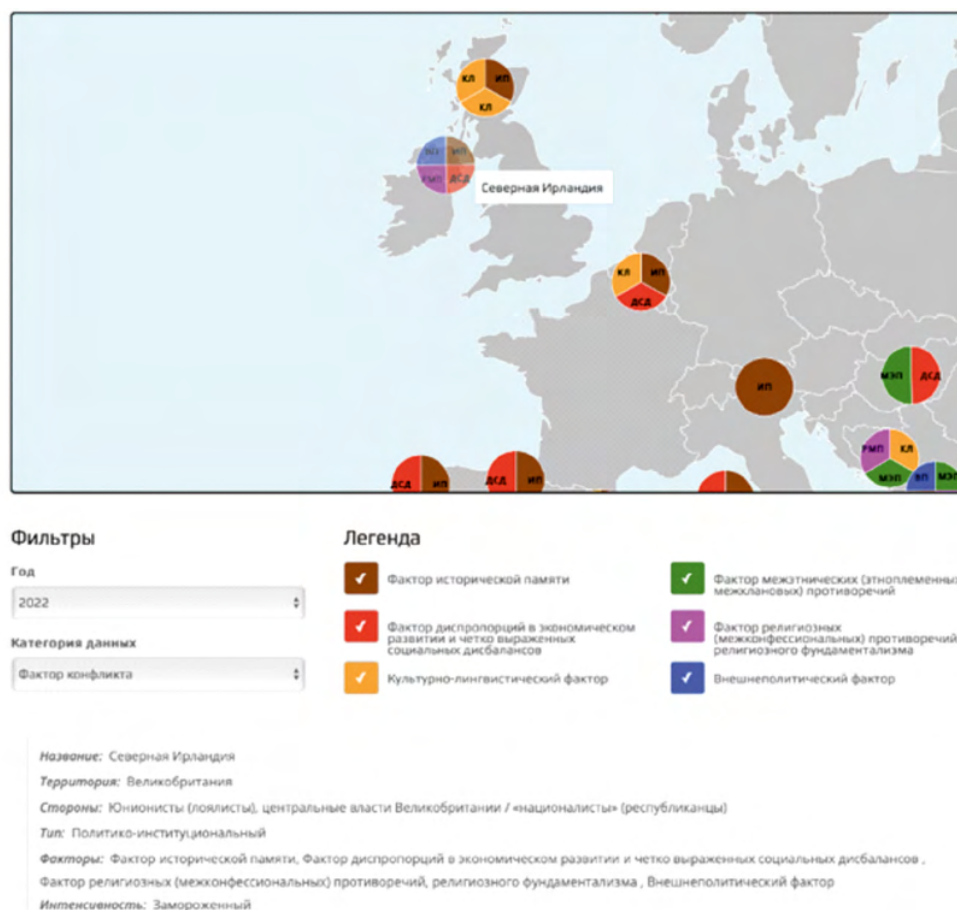 КЛ ИП
КЛ
ВП ИП
РМП ДСД
Северная Ирландия
КЛ ИП
ДСД
ИП
МЭП ДСД
РМП КЛ
МЭП ВП МЭП
ДСД ИП ДСД ИП
Фильтры
Легенда
Год
2022
Категория данных
Фактор конфликта
Фактор исторической памяти
Фактор диспропорций в экономическом
развитии и четко выраженных
социальных дисбалансов
Культурно-лингвистический фактор
Фактор межэтнических (этноплеменных
межклановых) противоречий
Фактор религиозных
(межконфессиональных) противоречий
религиозного фундаментализма
Внешнеполитический фактор
Название: Северная Ирландия
Территория: Великобритания
Стороны: Юнионисты (лоялисты), центральные власти Великобритании / «националисты» (республиканцы)
Тип: Политико-институциональный
Факторы: Фактор исторической памяти, Фактор диспропорций в экономическом развитии и четко выраженных социальных дисбалансов ,
Фактор религиозных (межконфессиональных) противоречий, религиозного фундаментализма , Внешнеполитический фактор
Интенсивность: Замороженный